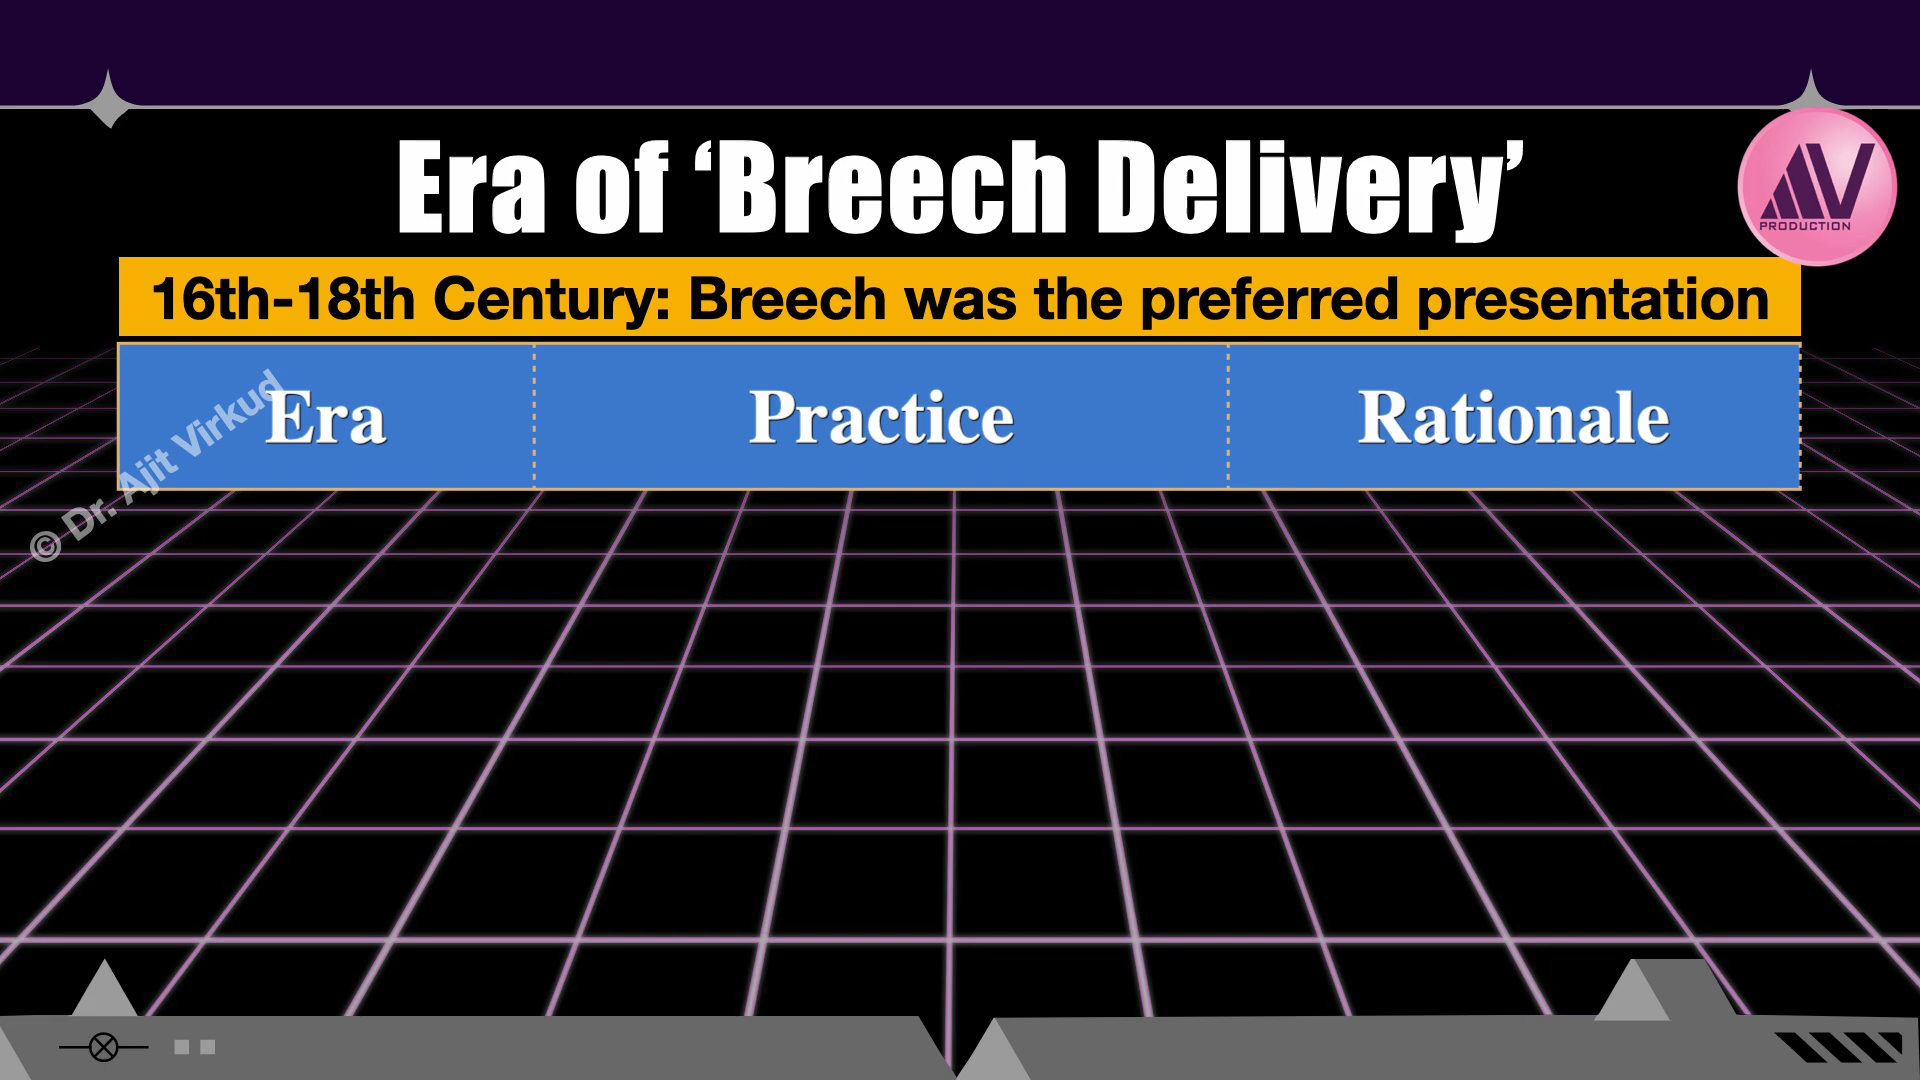 Era of ‘Breech Delivery’
AV
PRODUCTION
16th-18th Century: Breech was the preferred presentation
Era Practice Rationale
© Dr. Ajit Virkud